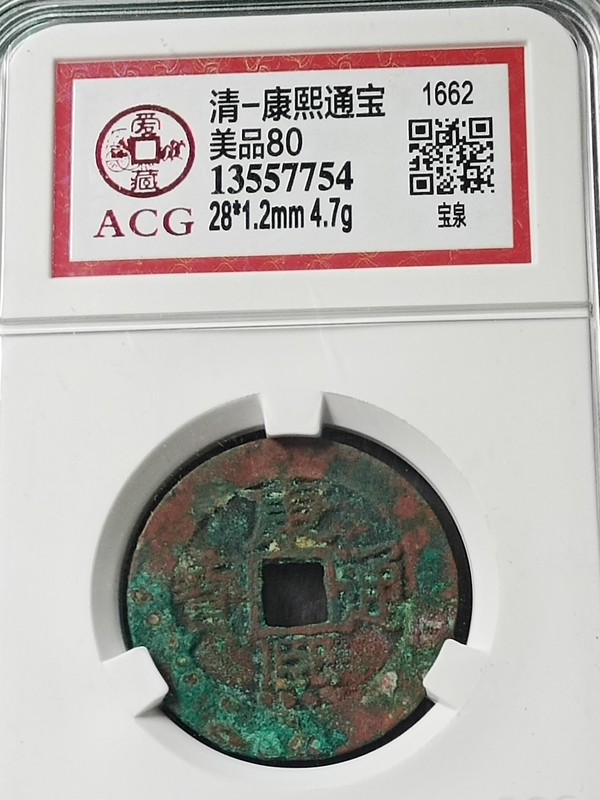 爱
藏
ACG
清-康熙通宝
美品80
13557754
28*1.2mm 4.7g
1662
宝泉
康
熙
通
寳